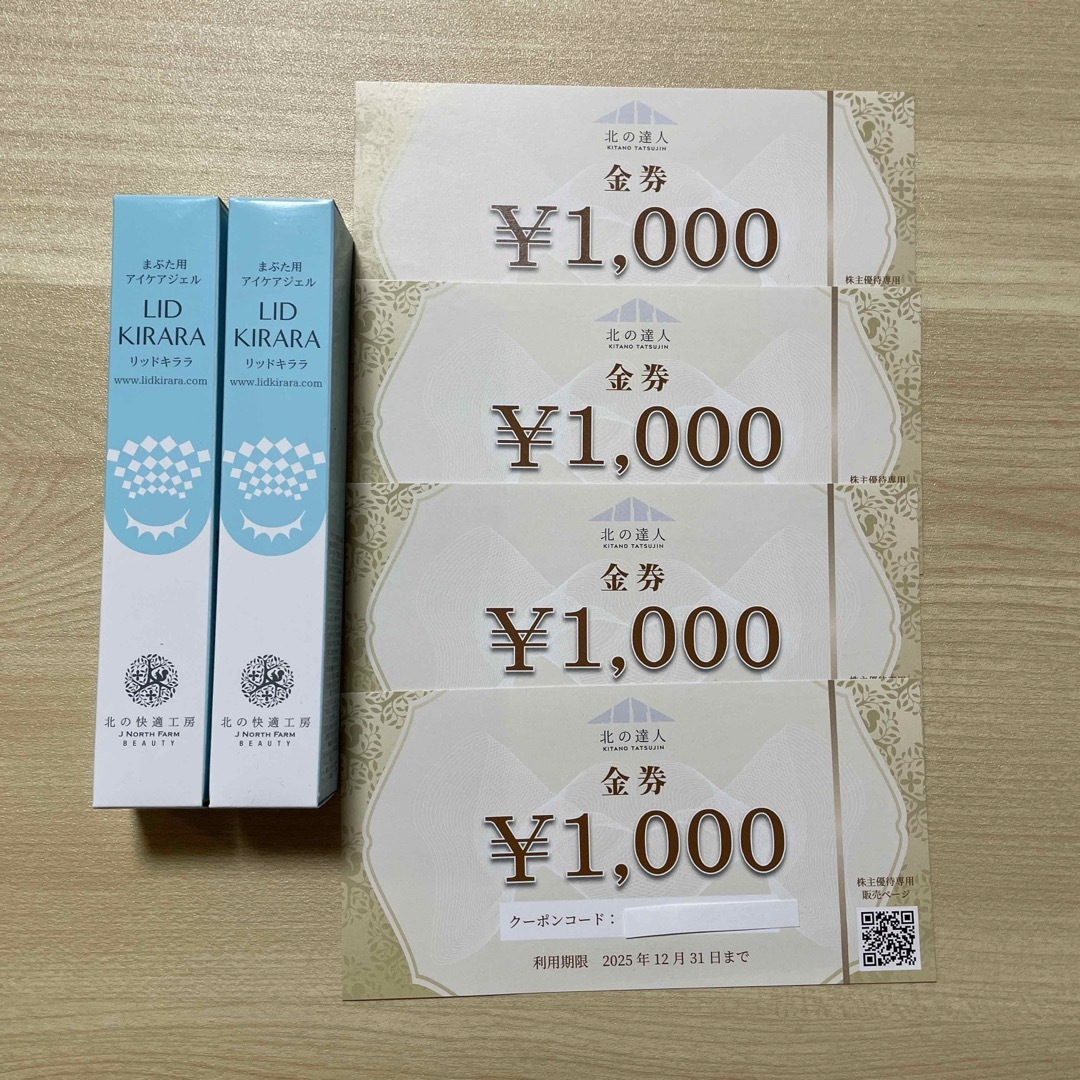 まぶた用
アイケアジェル
LID
KIRARA
リッドキララ
www.lidkirara.com
北の快適工房
J NORTH FARM
BEAUTY
まぶた用
アイケアジェル
LID
KIRARA
リッドキララ
www.lidkirara.com
北の快適工房
J NORTH FARM
BEAUTY
北の達人
KITANO TATSUJIN
金券
¥1,000
株主優待専用
北の達人
KITANO TATSUJIN
金券
¥1,000
株主優待専用
北の達人
KITANO TATSUJIN
金券
¥1,000
株主優待専用
北の達人
KITANO TATSUJIN
金券
¥1,000
クーポンコード:
利用期限 2025年12月31日まで
株主優待専用
販売ページ